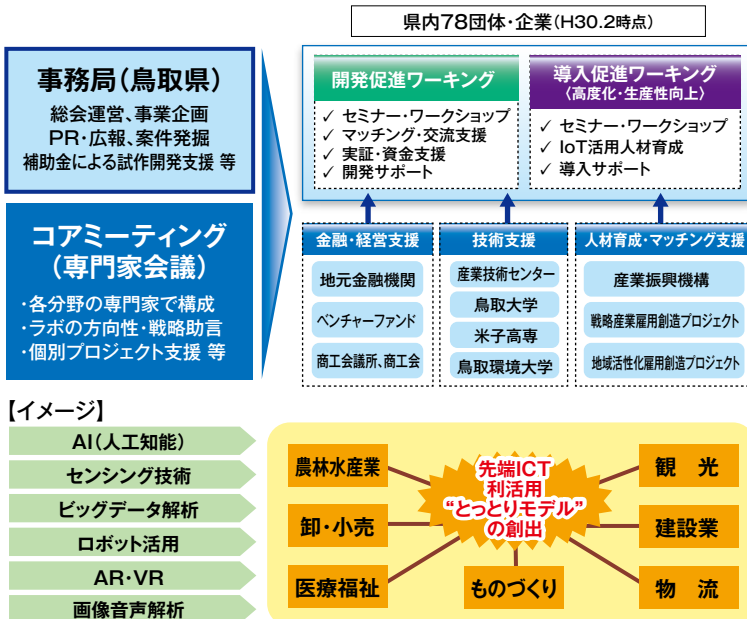 県内78団体・企業(H30.2時点)
事務局(鳥取県)
総会運営、事業企画
PR・広報、案件発掘
補助金による試作開発支援 等
コアミーティング
(専門家会議)
・各分野の専門家で構成
・ラボの方向性・戦略助言
・個別プロジェクト支援 等
開発促進ワーキング
✓ セミナー・ワークショップ
✓ マッチング・交流支援
✓ 実証・資金支援
✓ 開発サポート
導入促進ワーキング
〈高度化・生産性向上〉
✓ セミナー・ワークショップ
✓ IoT活用人材育成
✓ 導入サポート
金融・経営支援
地元金融機関
ベンチャーファンド
商工会議所、商工会
技術支援
産業技術センター
鳥取大学
米子高専
鳥取環境大学
人材育成・マッチング支援
産業振興機構
戦略産業雇用創造プロジェクト
地域活性化雇用創造プロジェクト
【イメージ】
AI(人工知能)
センシング技術
ビッグデータ解析
ロボット活用
AR・VR
画像音声解析
農林水産業
卸・小売
医療福祉
先端ICT
利活用
“とっとりモデル”
の創出
ものづくり
観 光
建設業
物 流